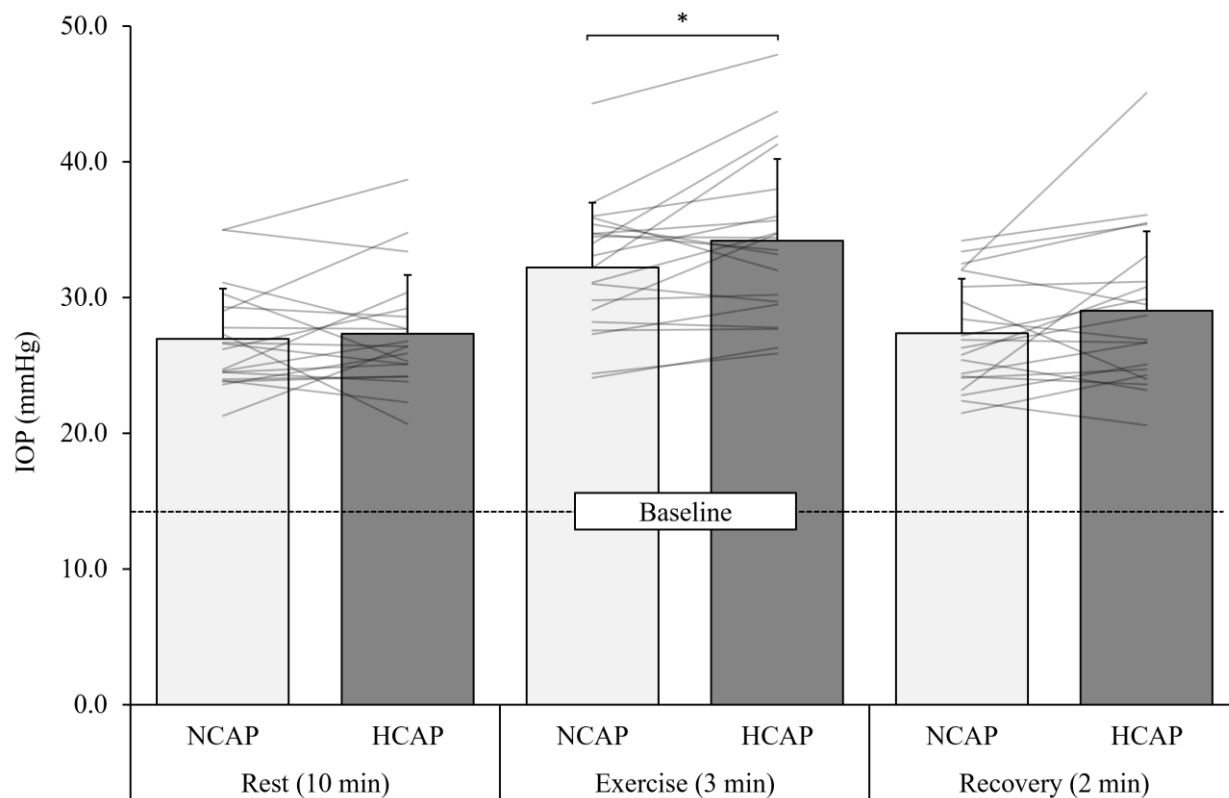 50.0
40.0
30.0
20.0
10.0
0.0
IOP (mmHg)
*
Baseline
NCAP HCAP NCAP HCAP NCAP HCAP
Rest (10 min) Exercise (3 min) Recovery (2 min)